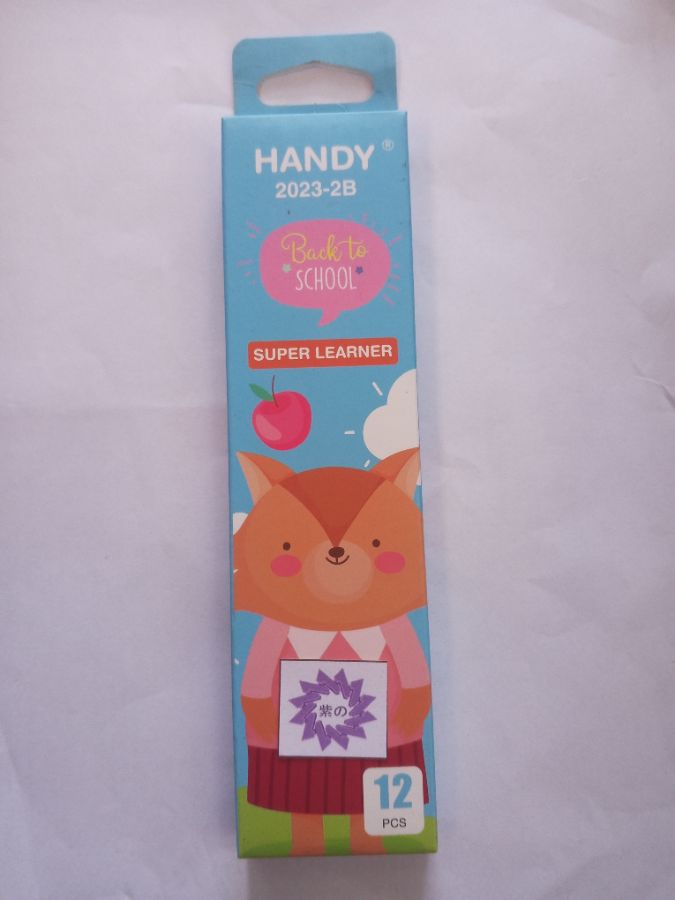 HANDY ®
2023-2B
Back to
SCHOOL
SUPER LEARNER
紫の
12
PCS